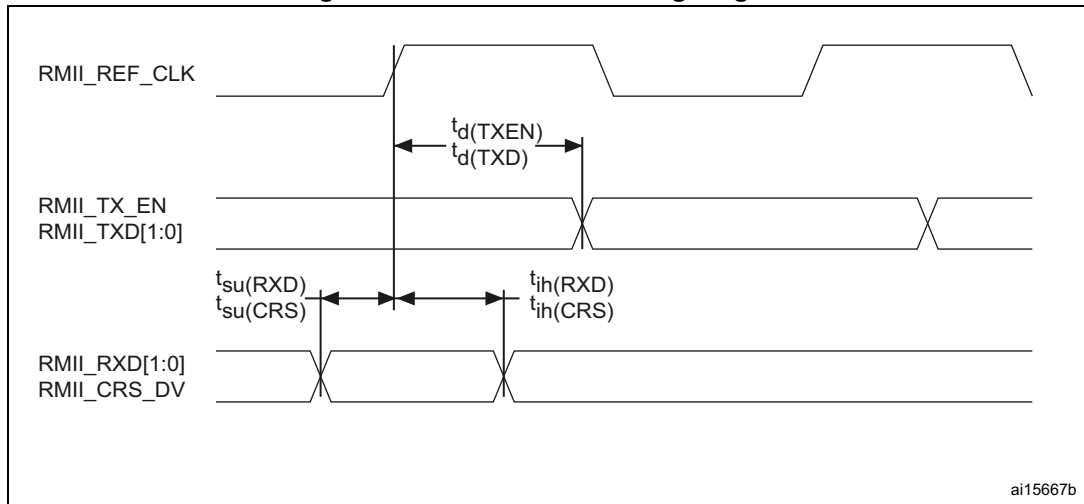 RMII_REF_CLK
td(TXEN)
td(TXD)
RMII_TX_EN
RMII_TXD[1:0]
tsu(RXD)
tsu(CRS)
tih(RXD)
tih(CRS)
RMII_RXD[1:0]
RMII_CRS_DV
ai15667b